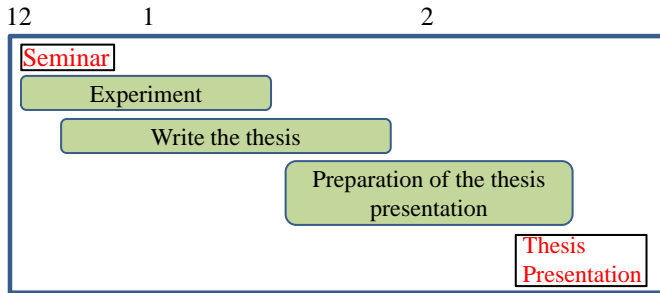 12 1 2
Seminar
Experiment
Write the thesis
Preparation of the thesis
presentation
Thesis
Presentation